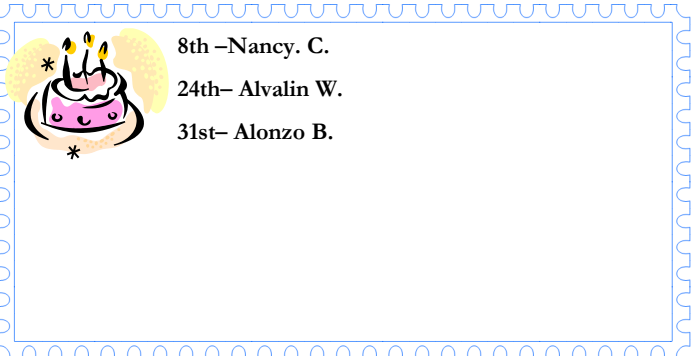 8th –Nancy. C.
24th– Alvalin W.
31st– Alonzo B.